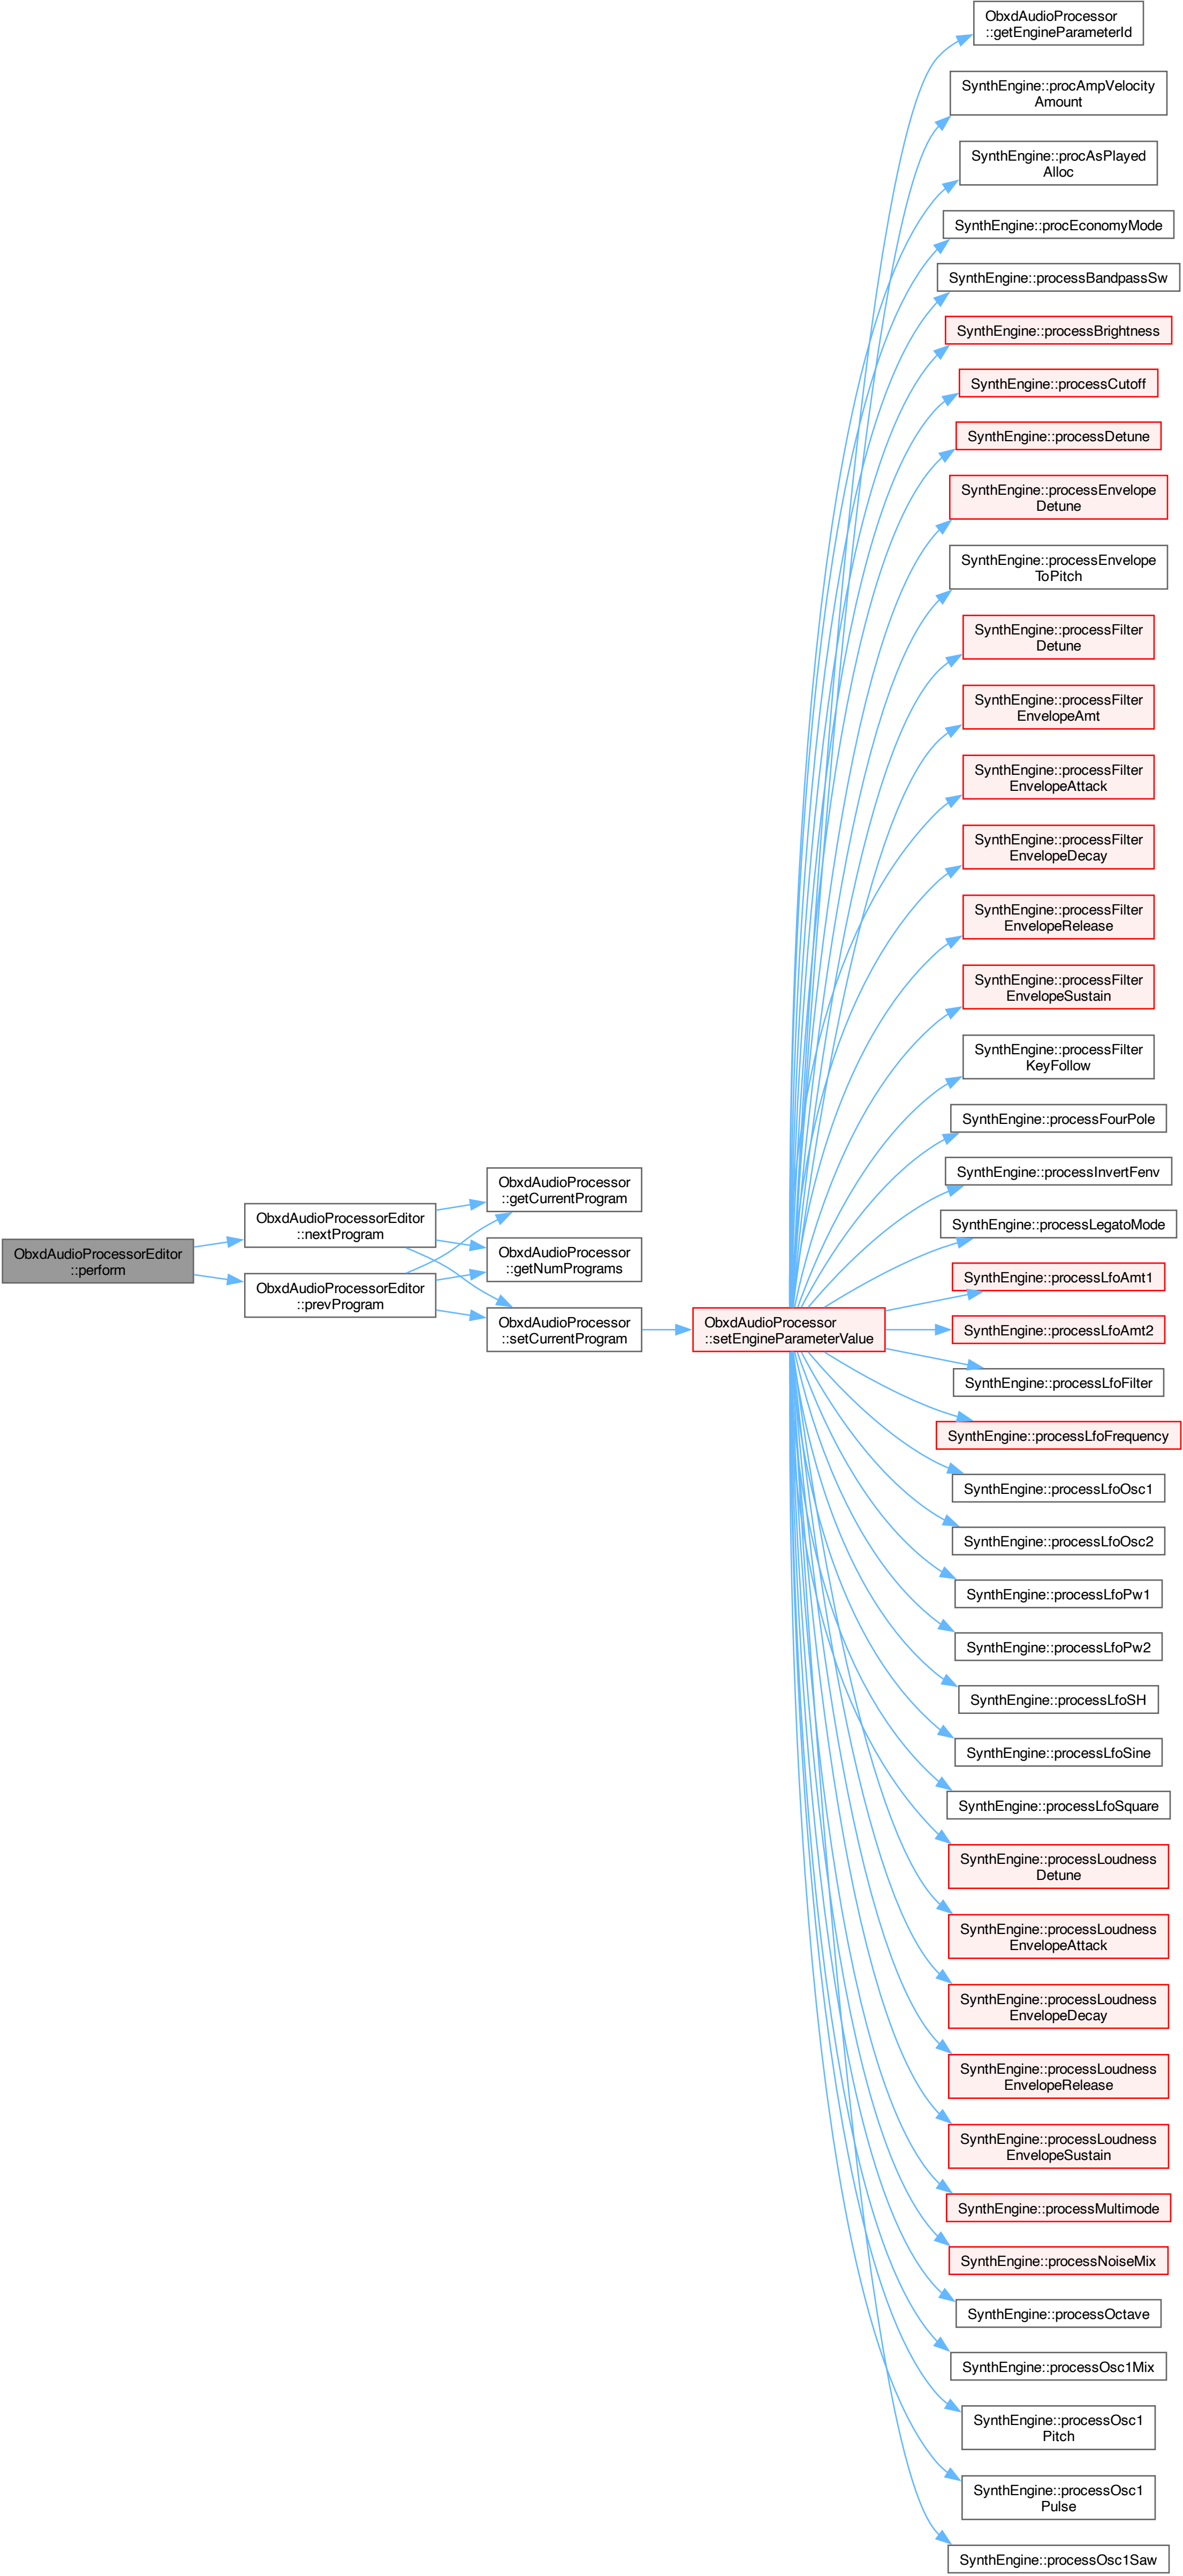 ObxdAudioProcessorEditor
::perform
ObxdAudioProcessorEditor
::nextProgram
ObxdAudioProcessorEditor
::prevProgram
ObxdAudioProcessor
::getCurrentProgram
ObxdAudioProcessor
::getNumPrograms
ObxdAudioProcessor
::setCurrentProgram
ObxdAudioProcessor
::setEngineParameterValue
ObxdAudioProcessor
::getEngineParameterId
SynthEngine::procAmpVelocity
Amount
SynthEngine::procAsPlayed
Alloc
SynthEngine::procEconomyMode
SynthEngine::processBandpassSw
SynthEngine::processBrightness
SynthEngine::processCutoff
SynthEngine::processDetune
SynthEngine::processEnvelope
Detune
SynthEngine::processEnvelope
ToPitch
SynthEngine::processFilter
Detune
SynthEngine::processFilter
EnvelopeAmt
SynthEngine::processFilter
EnvelopeAttack
SynthEngine::processFilter
EnvelopeDecay
SynthEngine::processFilter
EnvelopeRelease
SynthEngine::processFilter
EnvelopeSustain
SynthEngine::processFilter
KeyFollow
SynthEngine::processFourPole
SynthEngine::processInvertFenv
SynthEngine::processLegatoMode
SynthEngine::processLfoAmt1
SynthEngine::processLfoAmt2
SynthEngine::processLfoFilter
SynthEngine::processLfoFrequency
SynthEngine::processLfoOsc1
SynthEngine::processLfoOsc2
SynthEngine::processLfoPw1
SynthEngine::processLfoPw2
SynthEngine::processLfoSH
SynthEngine::processLfoSine
SynthEngine::processLfoSquare
SynthEngine::processLoudness
Detune
SynthEngine::processLoudness
EnvelopeAttack
SynthEngine::processLoudness
EnvelopeDecay
SynthEngine::processLoudness
EnvelopeRelease
SynthEngine::processLoudness
EnvelopeSustain
SynthEngine::processMultimode
SynthEngine::processNoiseMix
SynthEngine::processOctave
SynthEngine::processOsc1Mix
SynthEngine::processOsc1
Pitch
SynthEngine::processOsc1
Pulse
SynthEngine::processOsc1Saw